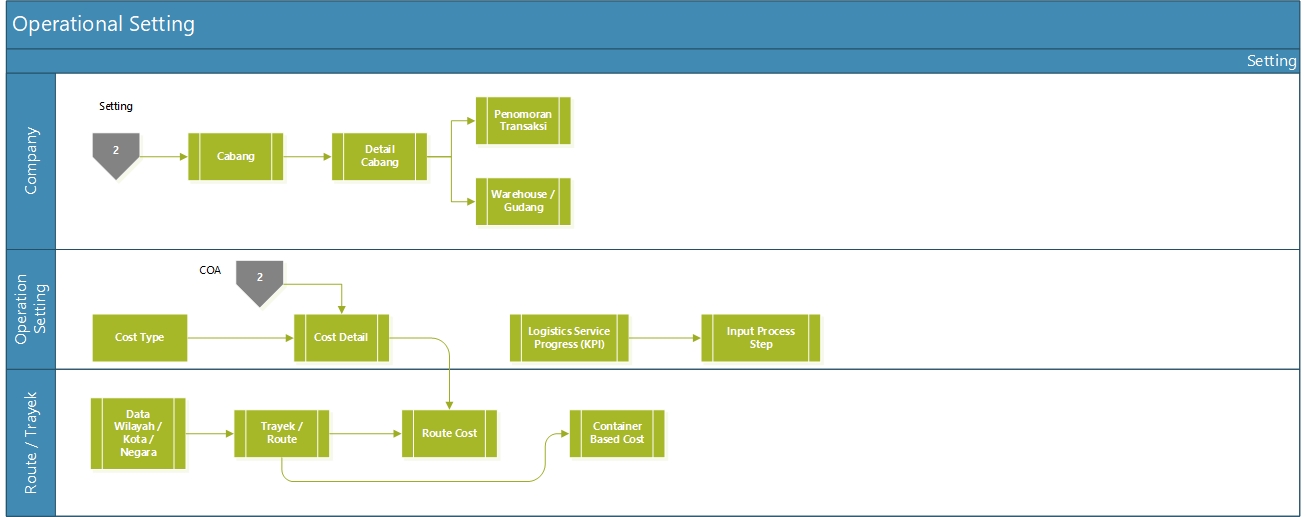 Operational Setting
Setting
Company
Setting
2
Cabang
Detail
Cabang
Penomoran
Transaksi
Warehouse /
Gudang
Operation
Setting
COA
2
Cost Type
Cost Detail
Logistics Service
Progress (KPI)
Input Process
Step
Route / Trayek
Data
Wilayah /
Kota /
Negara
Trayek /
Route
Route Cost
Container
Based Cost